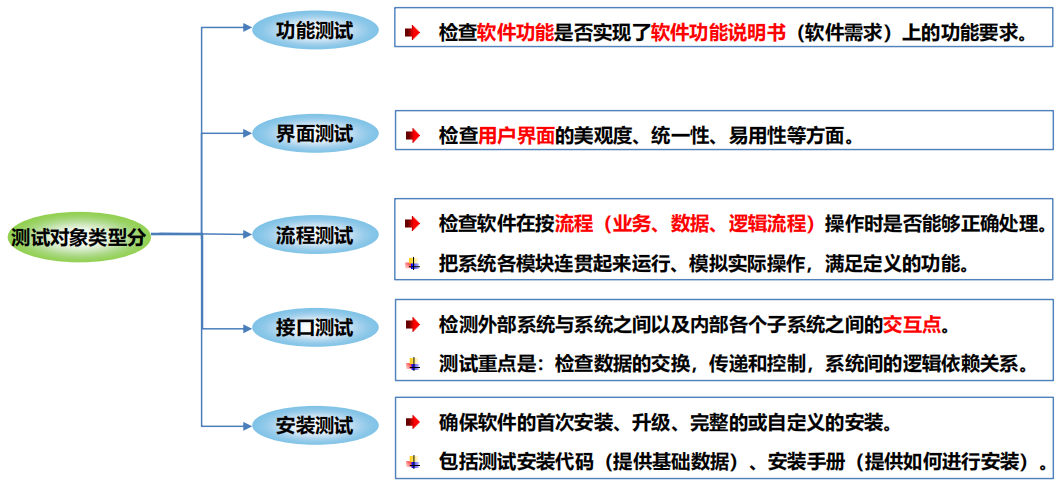 测试对象类型分
功能测试
检查软件功能是否实现了软件功能说明书（软件需求）上的功能要求。
界面测试
检查用户界面的美观度、统一性、易用性等方面。
流程测试
检查软件在按流程（业务、数据、逻辑流程）操作时是否能够正确处理。
把系统各模块连贯起来运行、模拟实际操作，满足定义的功能。
接口测试
检测外部系统与系统之间以及内部各个子系统之间的交互点。
测试重点是：检查数据的交换，传递和控制，系统间的逻辑依赖关系。
安装测试
确保软件的首次安装、升级、完整的或自定义的安装。
包括测试安装代码（提供基础数据）、安装手册（提供如何进行安装）。